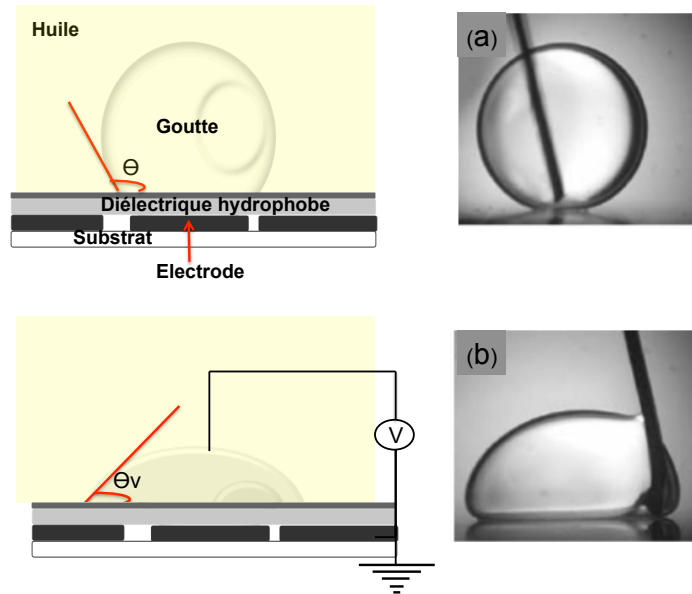 Huile
(a)
Goutte
ϴ
Diélectrique hydrophobe
Substrat
Electrode
(b)
V
ϴv